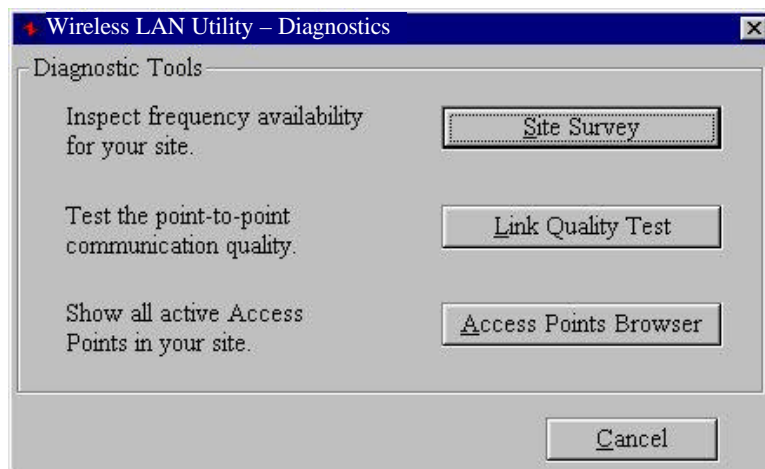 Wireless LAN Utility – Diagnostics
Diagnostic Tools
Inspect frequency availability
for your site.
Site Survey
Test the point-to-point
communication quality.
Link Quality Test
Show all active Access
Points in your site.
Access Points Browser
Cancel